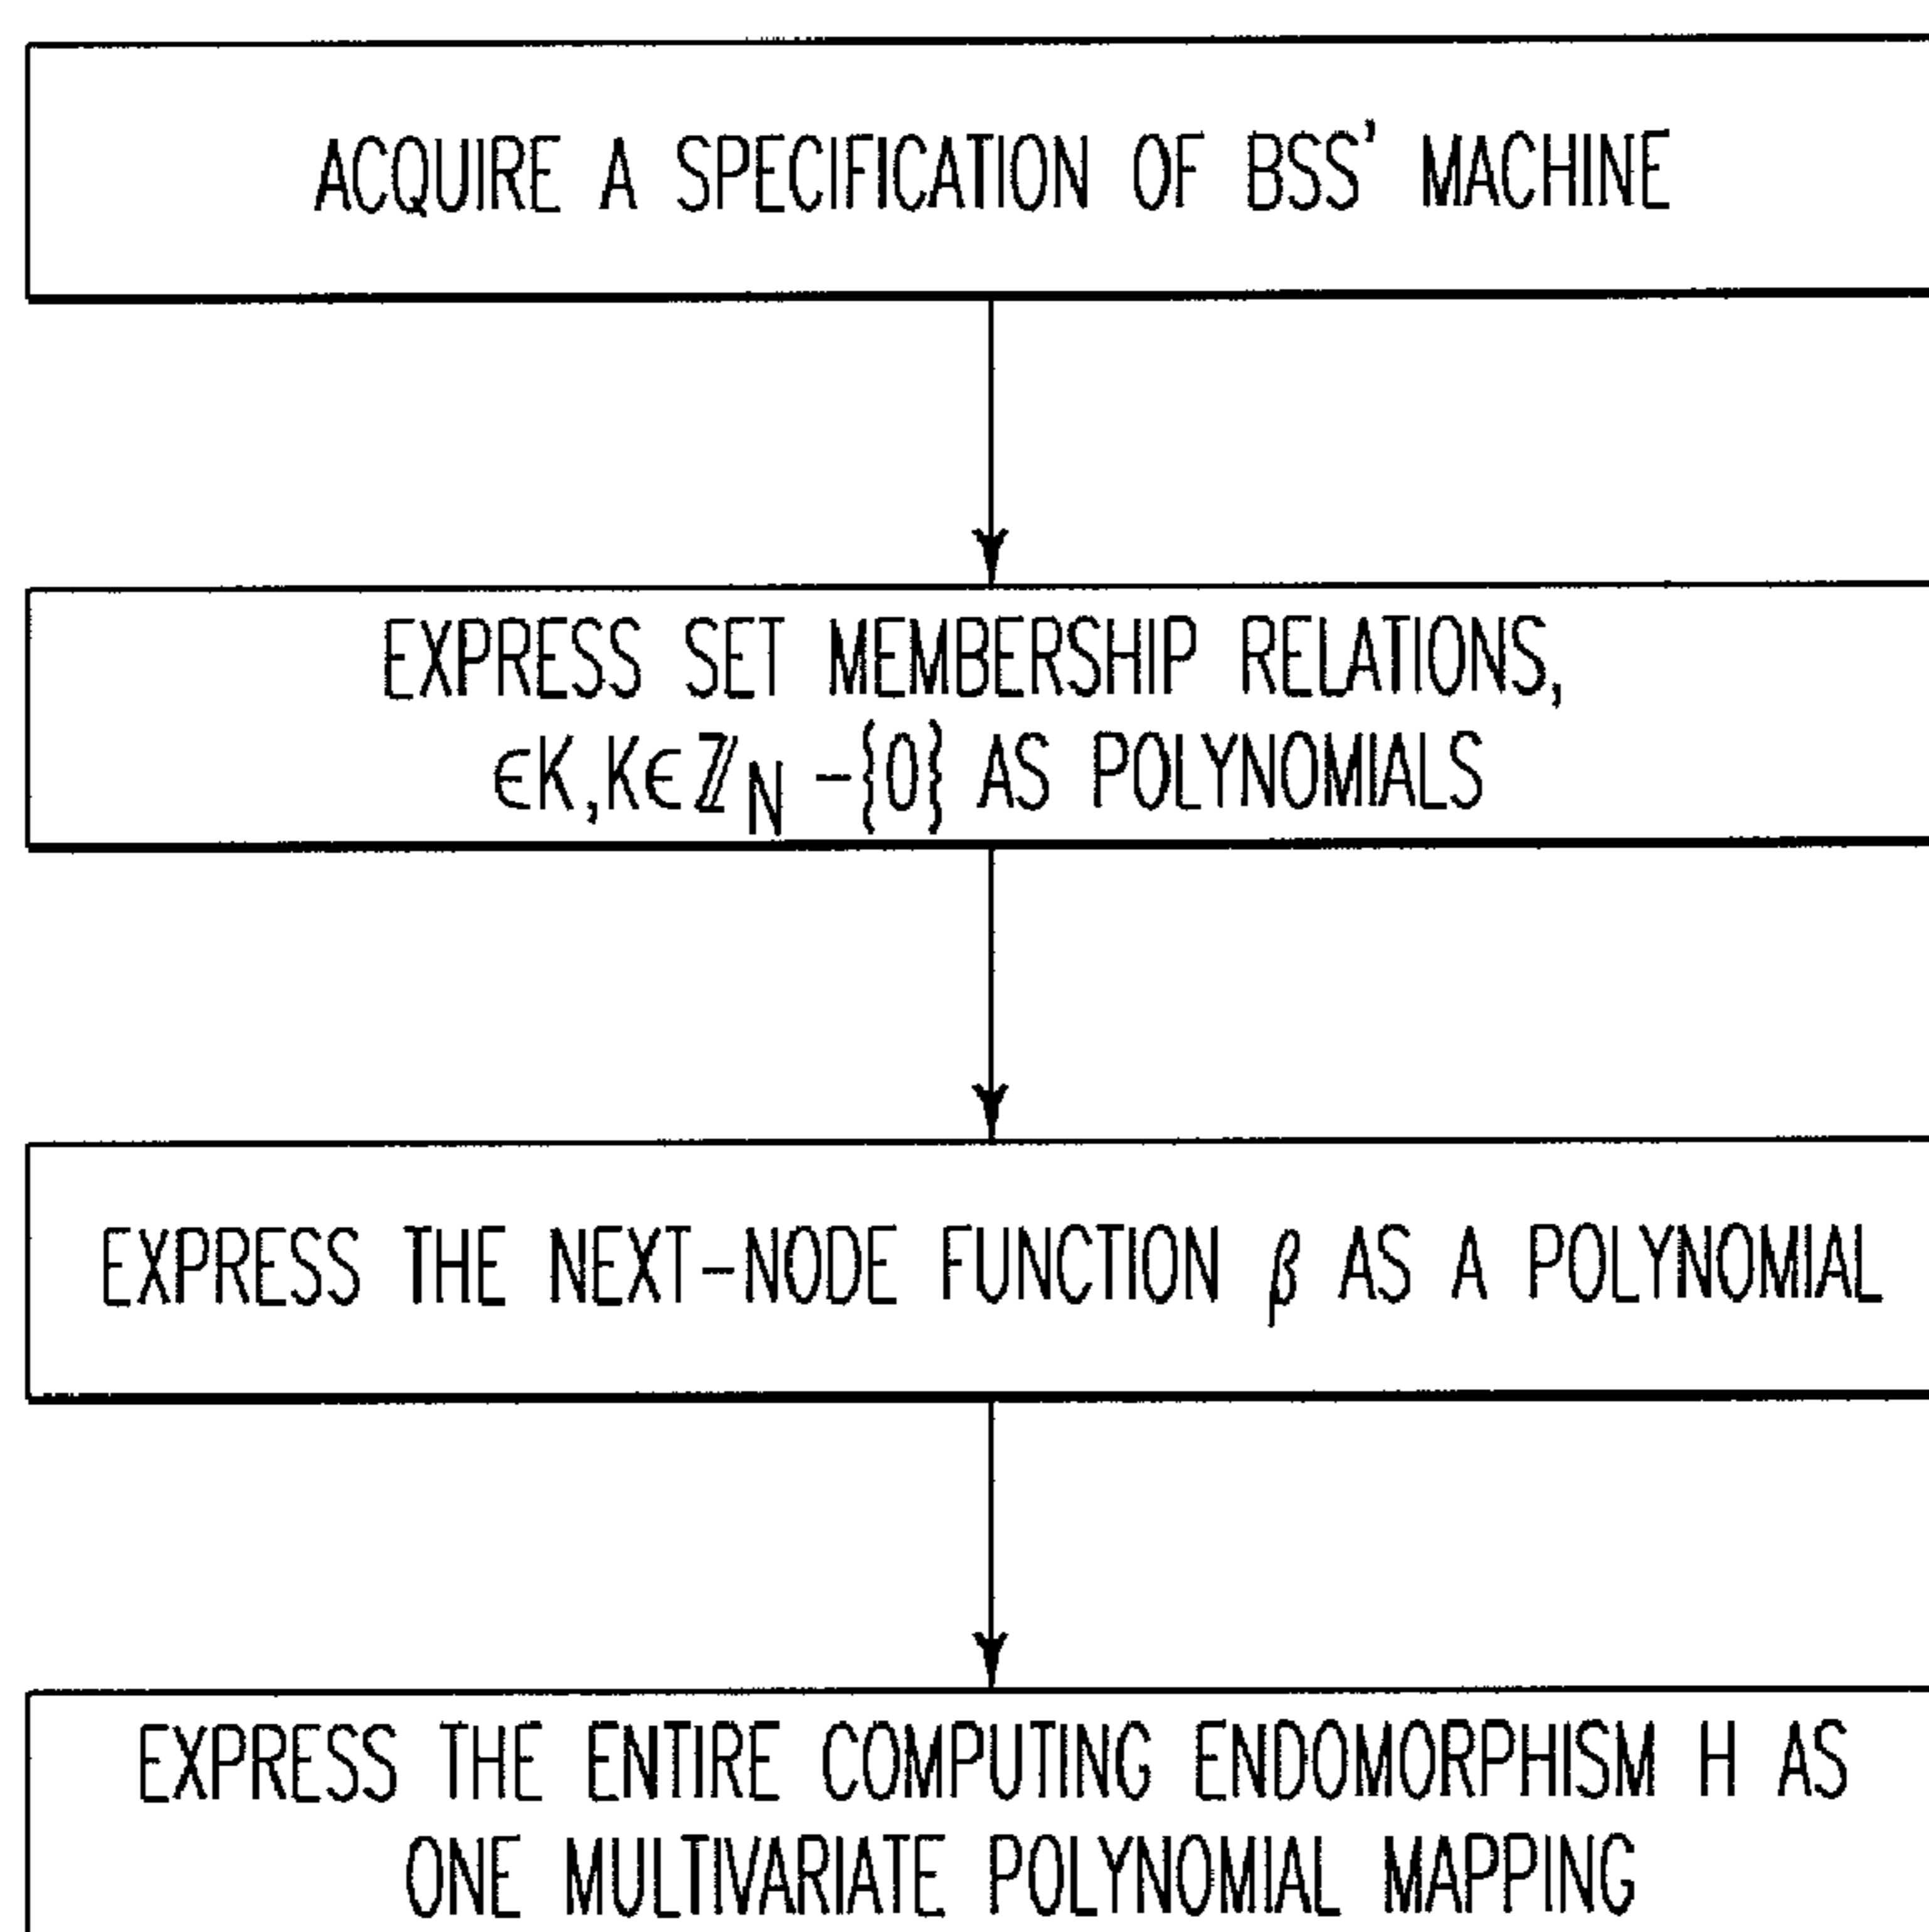 ACQUIRE A SPECIFICATION OF BSS' MACHINE
EXPRESS SET MEMBERSHIP RELATIONS,
∈K,K∈ℤ_N -{0} AS POLYNOMIALS
EXPRESS THE NEXT-NODE FUNCTION β AS A POLYNOMIAL
EXPRESS THE ENTIRE COMPUTING ENDOMORPHISM H AS
ONE MULTIVARIATE POLYNOMIAL MAPPING